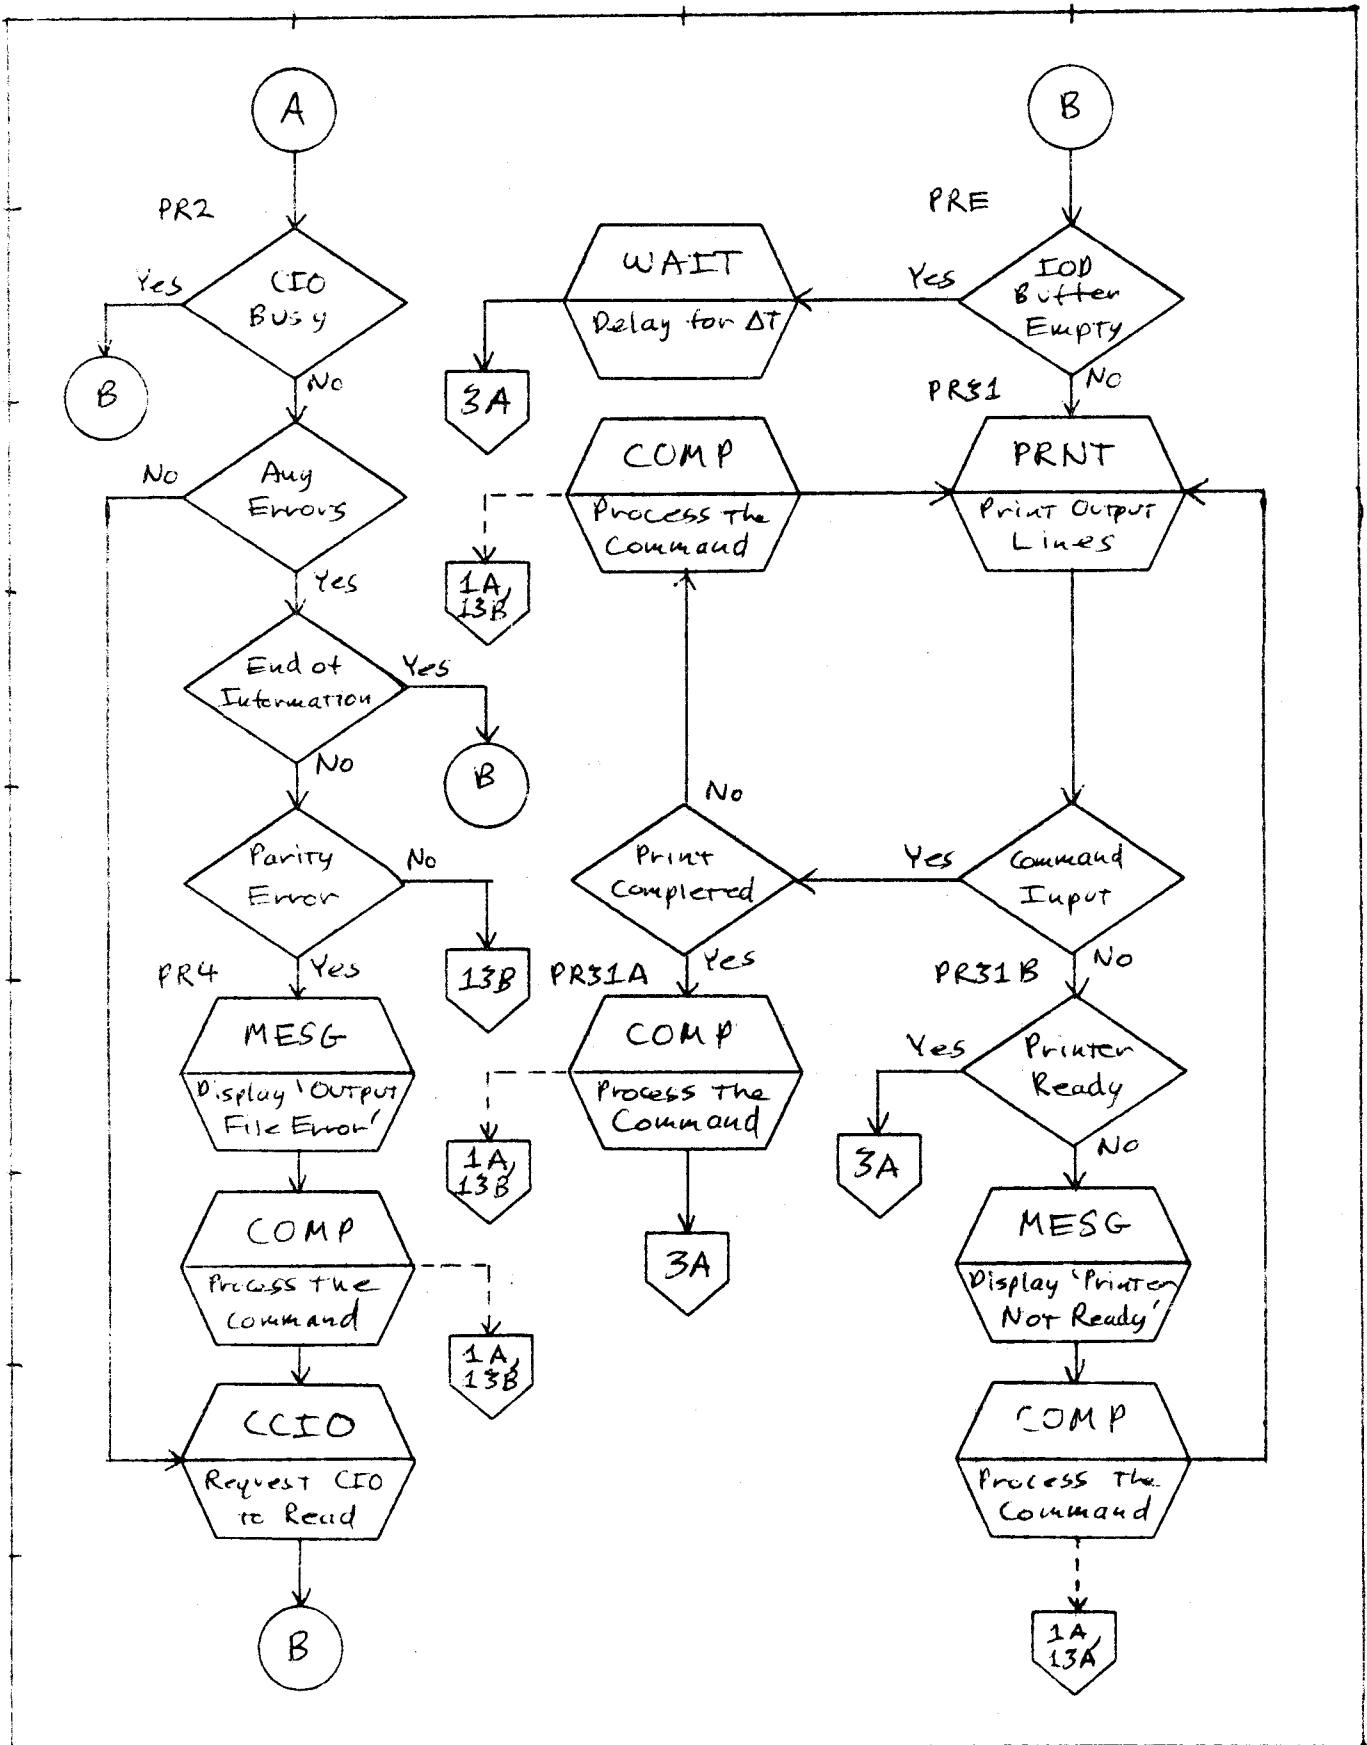 A
PR2
CIO
Busy
Yes
B
No
Any
Errors
No
Yes
End of
Information
Yes
B
No
Parity
Error
No
13B
PR4
Yes
MESG
Display 'Output
File Error'
COMP
Process the
Command
1A,
13B
CCIO
Request CIO
to Read
B
WAIT
Delay for ΔT
3A
COMP
Process the
Command
1A,
13B
No
Print
Completed
PR31A
Yes
COMP
Process the
Command
1A,
13B
3A
B
PRE
IOD
Buffer
Empty
Yes
PR31
No
PRNT
Print Output
Lines
Command
Input
Yes
PR31B
No
Printer
Ready
Yes
3A
No
MESG
Display 'Printer
Not Ready'
COMP
Process the
Command
1A,
13A